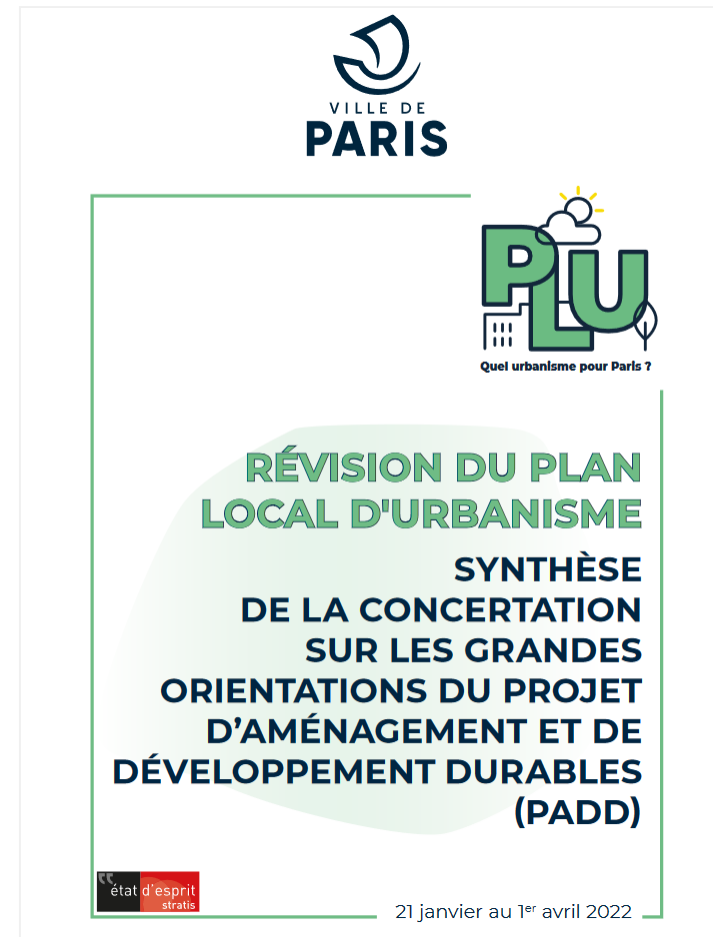 VILLE DE
PARIS
PLU
Quel urbanisme pour Paris ?
RÉVISION DU PLAN
LOCAL D'URBANISME
SYNTHÈSE
DE LA CONCERTATION
SUR LES GRANDES
ORIENTATIONS DU PROJET
D’AMÉNAGEMENT ET DE
DÉVELOPPEMENT DURABLES
(PADD)
état d'esprit
stratis
21 janvier au 1er avril 2022